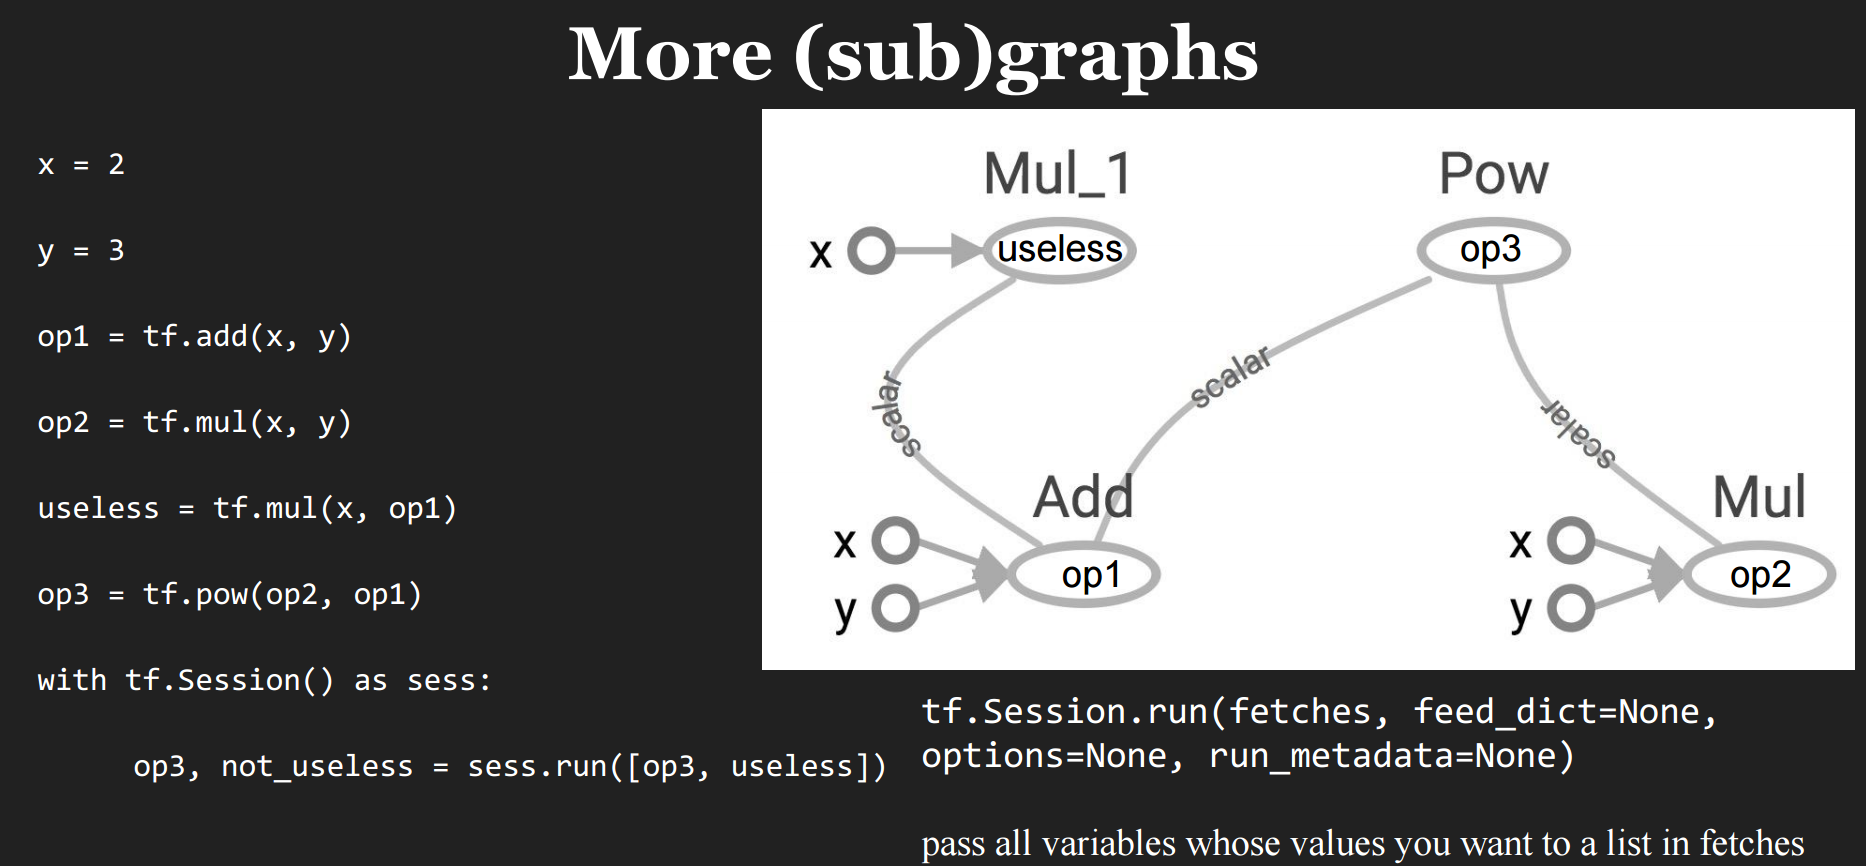 More (sub)graphs
x = 2
y = 3
op1 = tf.add(x, y)
op2 = tf.mul(x, y)
useless = tf.mul(x, op1)
op3 = tf.pow(op2, op1)
with tf.Session() as sess:
op3, not_useless = sess.run([op3, useless])
Mul_1
Pow
x
useless
op3
scalar
scalar
scalar
Add
Mul
x
op1
y
x
op2
y
tf.Session.run(fetches, feed_dict=None,
options=None, run_metadata=None)
pass all variables whose values you want to a list in fetches